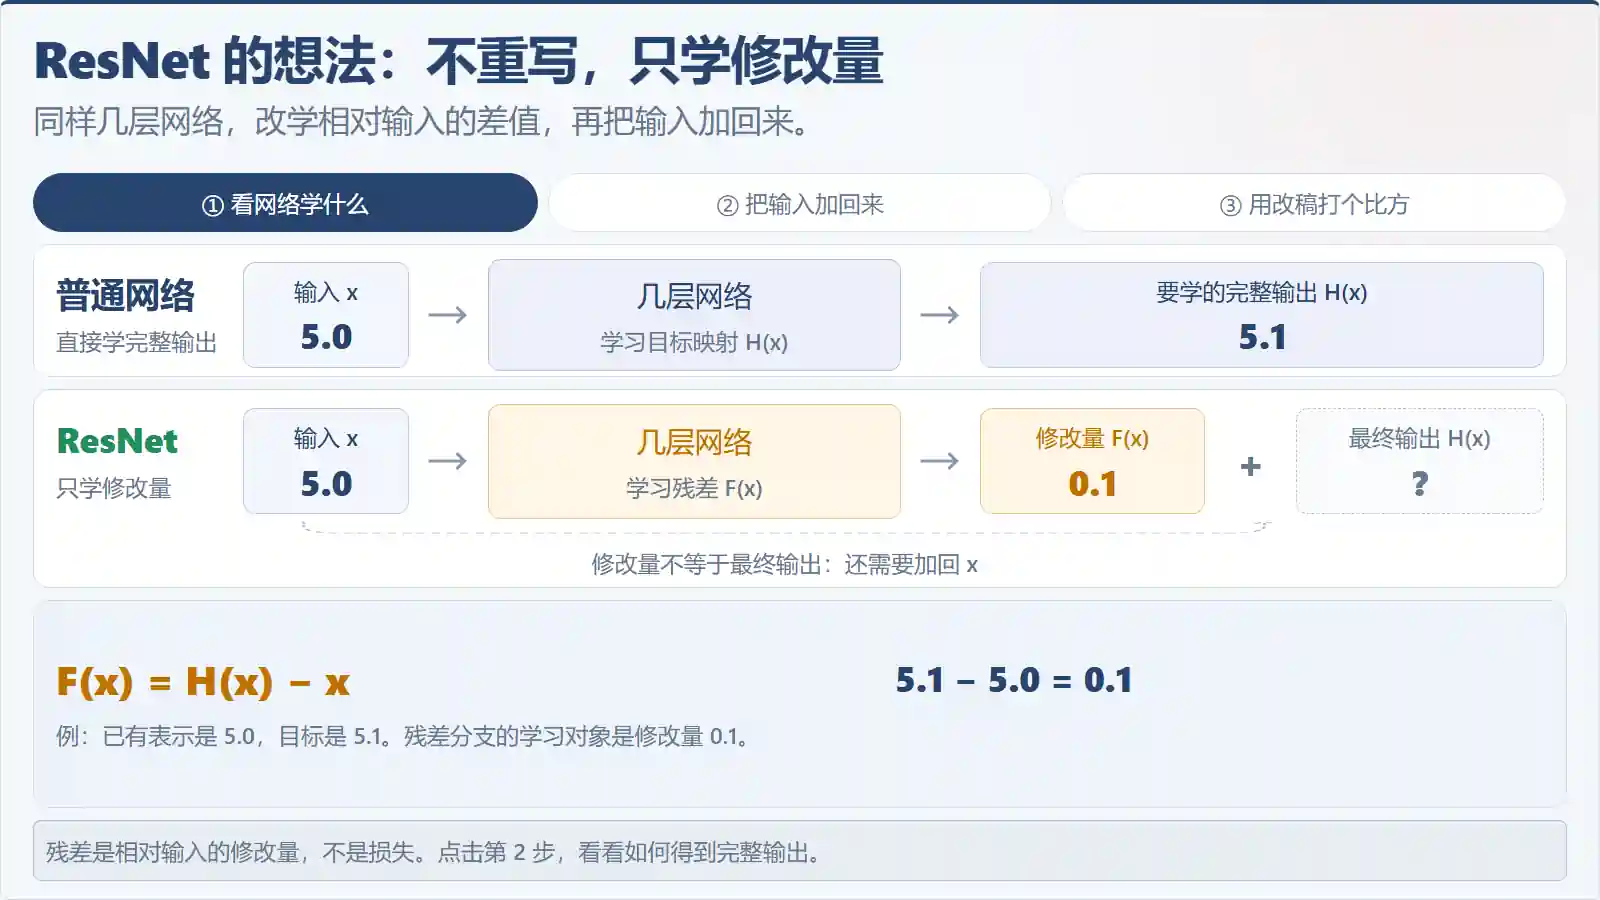 ResNet 的想法：不重写，只学修改量
同样几层网络，改学相对输入的差值，再把输入加回来。
① 看网络学什么
② 把输入加回来
③ 用改稿打个比方
普通网络
直接学完整输出
输入 x
5.0
→
几层网络
学习目标映射 H(x)
→
要学的完整输出 H(x)
5.1
ResNet
只学修改量
输入 x
5.0
→
几层网络
学习残差 F(x)
→
修改量 F(x)
0.1
+
最终输出 H(x)
?
修改量不等于最终输出：还需要加回 x
F(x) = H(x) − x
5.1 − 5.0 = 0.1
例：已有表示是 5.0，目标是 5.1。残差分支的学习对象是修改量 0.1。
残差是相对输入的修改量，不是损失。点击第 2 步，看看如何得到完整输出。